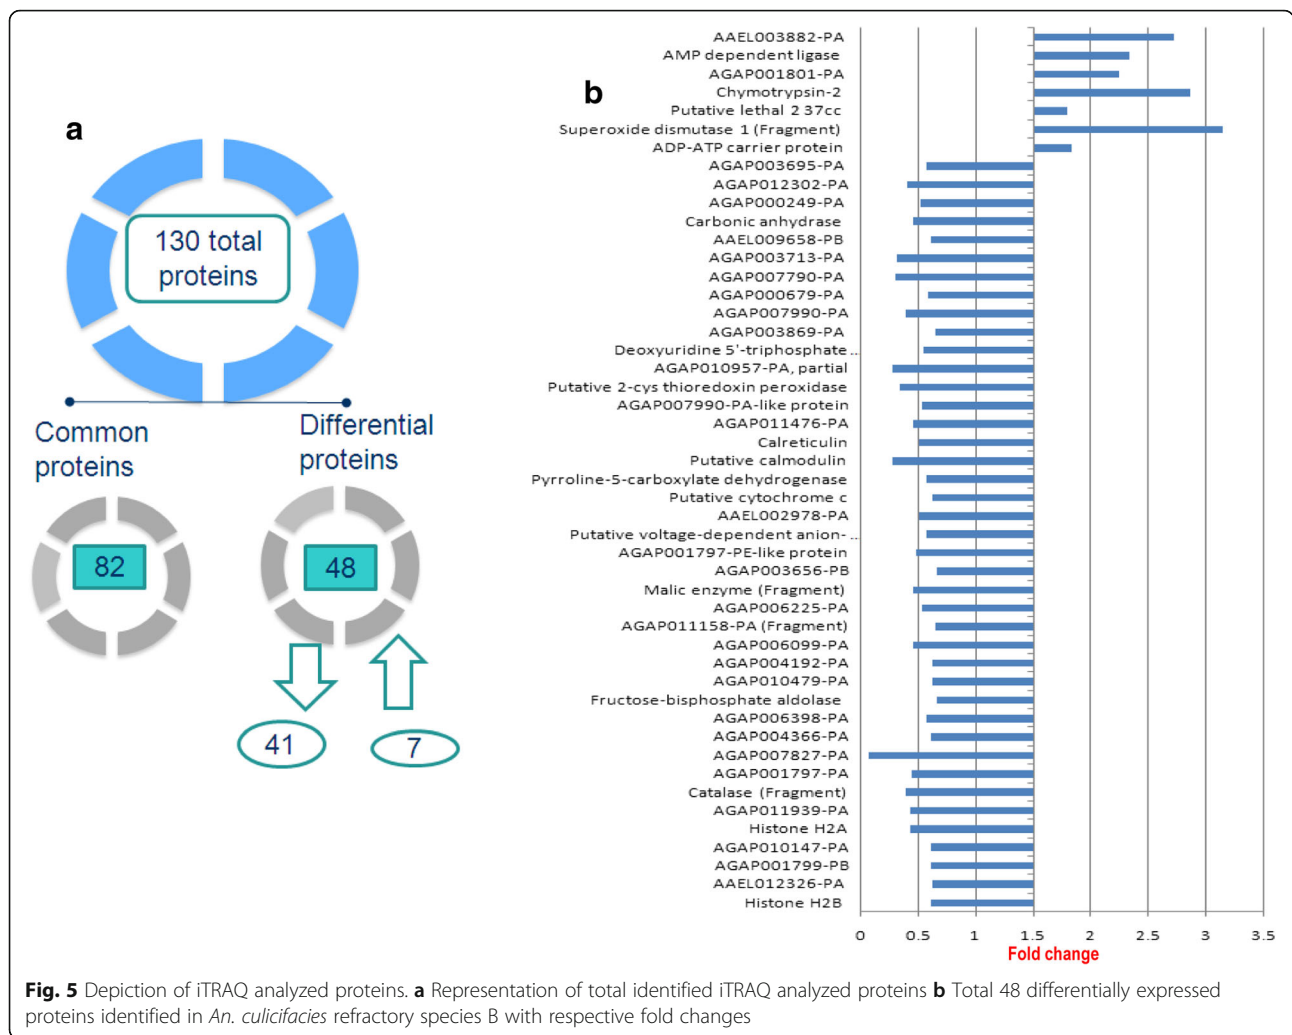 a
130 total
proteins
Common
proteins
Differential
proteins
82
48
41
7
b
AAEL003882-PA
AMP dependent ligase
AGAP001801-PA
Chymotrypsin-2
Putative lethal 2 37cc
Superoxide dismutase 1 (Fragment)
ADP-ATP carrier protein
AGAP003695-PA
AGAP012302-PA
AGAP000249-PA
Carbonic anhydrase
AAEL009658-PB
AGAP003713-PA
AGAP007790-PA
AGAP000679-PA
AGAP007990-PA
AGAP003869-PA
Deoxyuridine 5'-triphosphate ...
AGAP010957-PA, partial
Putative 2-cys thioredoxin peroxidase
AGAP007990-PA-like protein
AGAP011476-PA
Calreticulin
Putative calmodulin
Pyrroline-5-carboxylate dehydrogenase
Putative cytochrome c
AAEL002978-PA
Putative voltage-dependent anion- ...
AGAP001797-PE-like protein
AGAP003656-PB
Malic enzyme (Fragment)
AGAP006225-PA
AGAP011158-PA (Fragment)
AGAP006099-PA
AGAP004192-PA
AGAP010479-PA
Fructose-bisphosphate aldolase
AGAP006398-PA
AGAP004366-PA
AGAP007827-PA
AGAP001797-PA
Catalase (Fragment)
AGAP011939-PA
Histone H2A
AGAP010147-PA
AGAP001799-PB
AAEL012326-PA
Histone H2B
0 0.5 1 1.5 2 2.5 3 3.5
Fold change
Fig. 5 Depiction of iTRAQ analyzed proteins. a Representation of total identified iTRAQ analyzed proteins b Total 48 differentially expressed
proteins identified in An. culicifacies refractory species B with respective fold changes